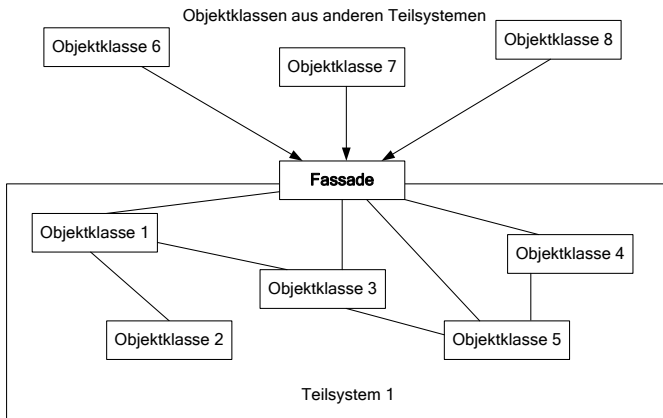 Objektklassen aus anderen Teilsystemen
Objektklasse 6
Objektklasse 7
Objektklasse 8
Fassade
Objektklasse 1
Objektklasse 4
Objektklasse 3
Objektklasse 2
Objektklasse 5
Teilsystem 1